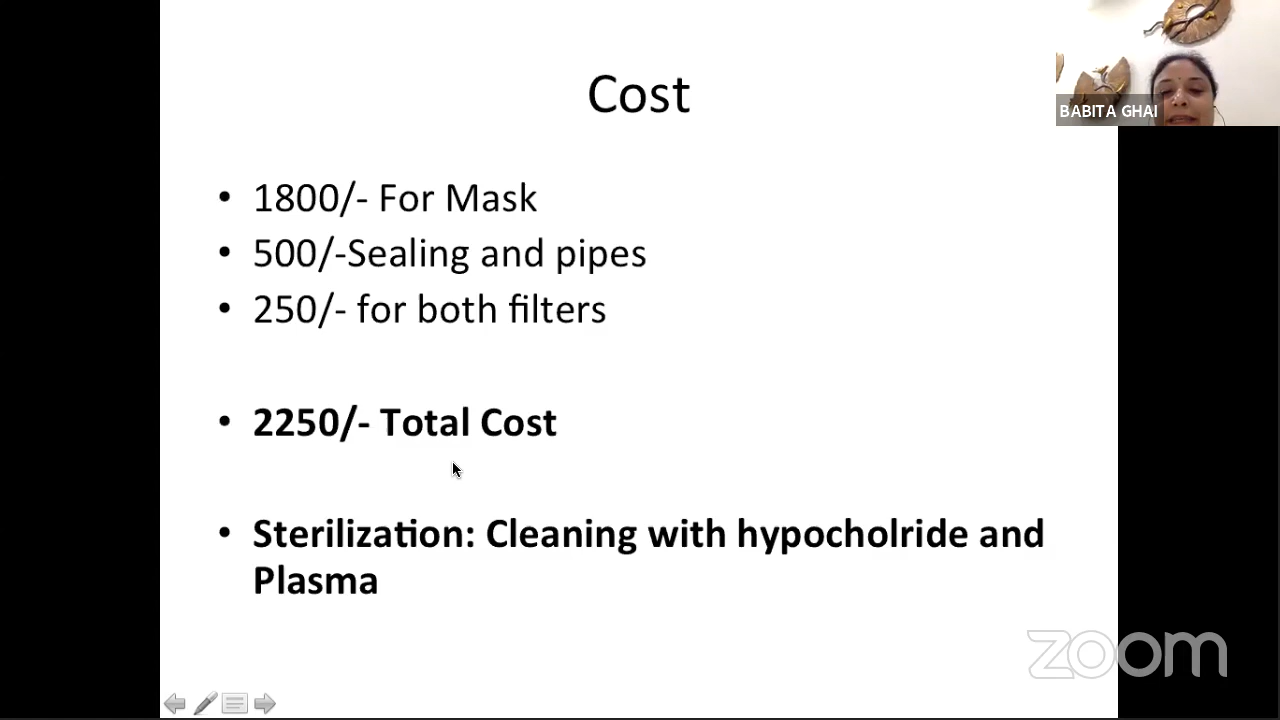 Cost
BABITA GHAI
• 1800/- For Mask
• 500/-Sealing and pipes
• 250/- for both filters
• 2250/- Total Cost
• Sterilization: Cleaning with hypocholride and
Plasma
zoom